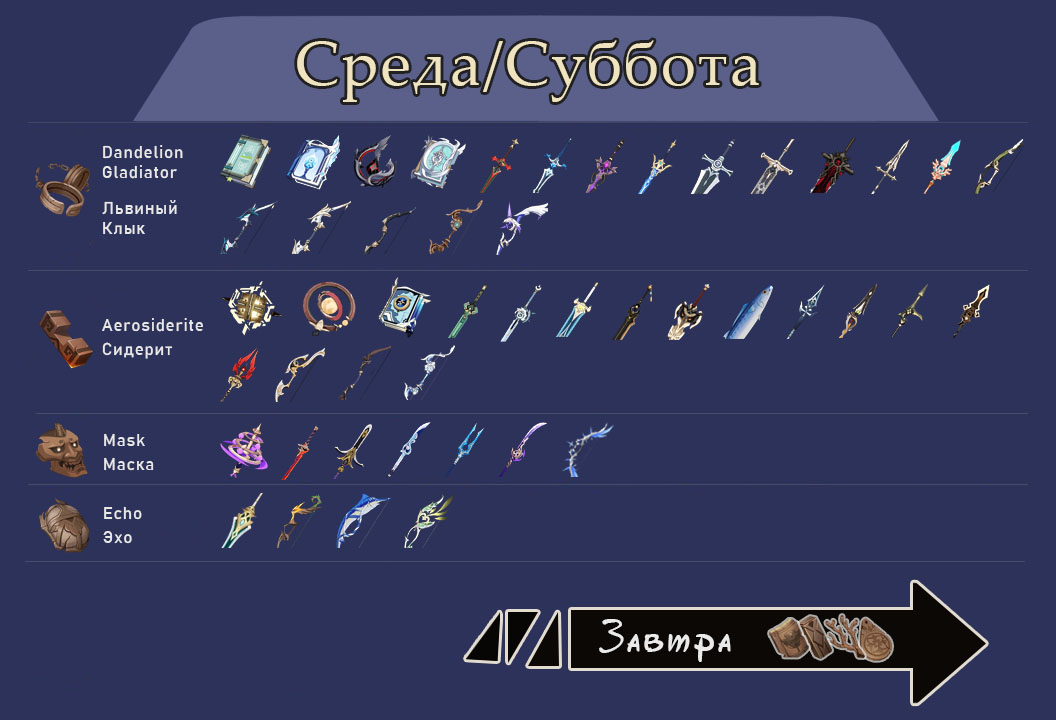 Среда/Суббота
Dandelion
Gladiator
Львиный
Клык
Aerosiderite
Сидерит
Mask
Маска
Echo
Эхо
Завтра